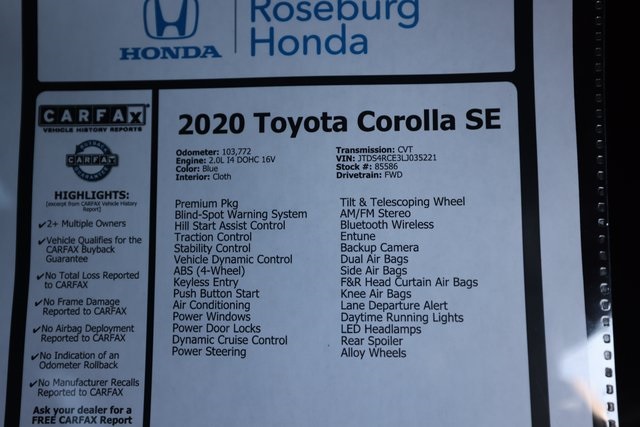 HONDA
Roseburg
Honda
CARFAX
VEHICLE HISTORY REPORTS
CARFAX
HIGHLIGHTS:
[excerpt from CARFAX Vehicle History
Report]
✓2+ Multiple Owners
✓Vehicle Qualifies for the
CARFAX Buyback
Guarantee
✓No Total Loss Reported
to CARFAX
✓No Frame Damage
Reported to CARFAX
✓No Airbag Deployment
Reported to CARFAX
✓No Indication of an
Odometer Rollback
✓No Manufacturer Recalls
Reported to CARFAX
Ask your dealer for a
FREE CARFAX Report
2020 Toyota Corolla SE
Odometer: 103,772
Engine: 2.0L I4 DOHC 16V
Color: Blue
Interior: Cloth
Transmission: CVT
VIN: JTDS4RCE3LJ035221
Stock #: 85586
Drivetrain: FWD
Premium Pkg
Blind-Spot Warning System
Hill Start Assist Control
Traction Control
Stability Control
Vehicle Dynamic Control
ABS (4-Wheel)
Keyless Entry
Push Button Start
Air Conditioning
Power Windows
Power Door Locks
Dynamic Cruise Control
Power Steering
Tilt & Telescoping Wheel
AM/FM Stereo
Bluetooth Wireless
Entune
Backup Camera
Dual Air Bags
Side Air Bags
F&R Head Curtain Air Bags
Knee Air Bags
Lane Departure Alert
Daytime Running Lights
LED Headlamps
Rear Spoiler
Alloy Wheels